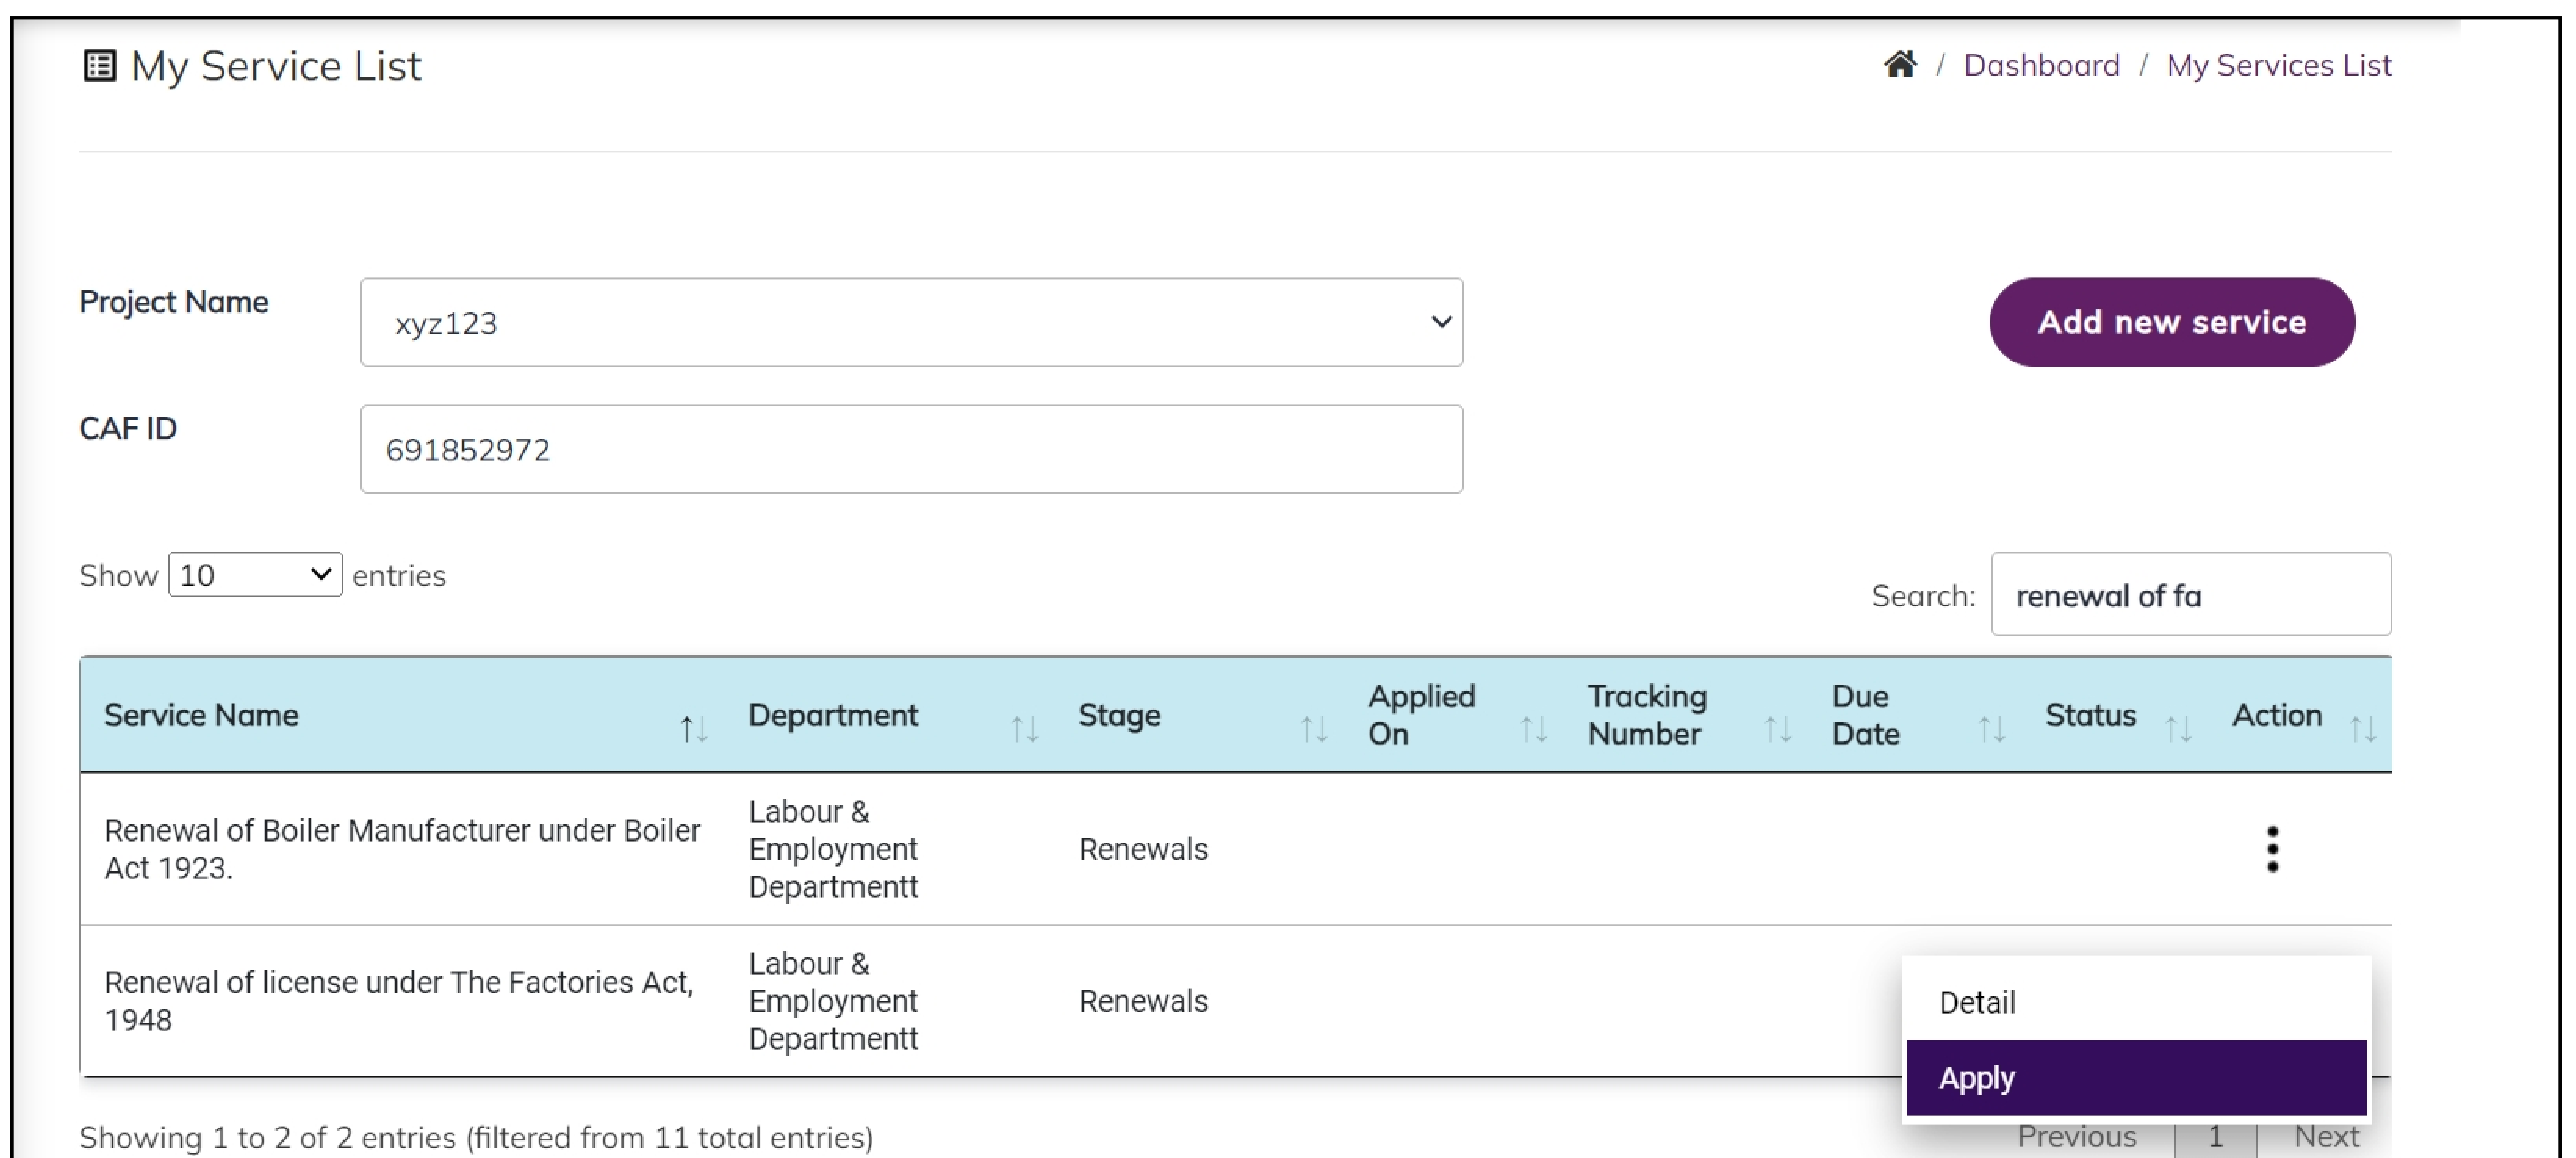 My Service List
/ Dashboard / My Services List
Project Name
xyz123
Add new service
CAF ID
691852972
Show 10 entries
Search: renewal of fa
Service Name
Department
Stage
Applied On
Tracking Number
Due Date
Status
Action
Renewal of Boiler Manufacturer under Boiler
Act 1923.
Labour &
Employment
Departmentt
Renewals
Renewal of license under The Factories Act,
1948
Labour &
Employment
Departmentt
Renewals
Detail
Apply
Showing 1 to 2 of 2 entries (filtered from 11 total entries)
Previous 1 Next